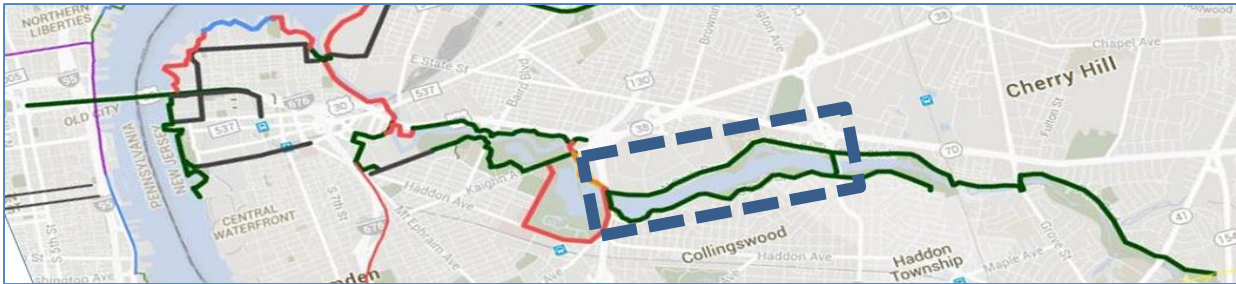 NORTHERN
LIBERTIES
95
OLD CITY
PENNSYLVANIA
NEW JERSEY
537
676
30
E State St
537
Baird Blvd
130
38
38
Chapel Ave
Cherry Hill
Fulton St
70
S 7th St
Haddon Ave
Kaighn A
Mt Ephraim Ave
CENTRAL
WATERFRONT
S 5th St
95
Collingswood
Haddon Ave
Haddon
Township
Maple Ave
Grove St
41
154